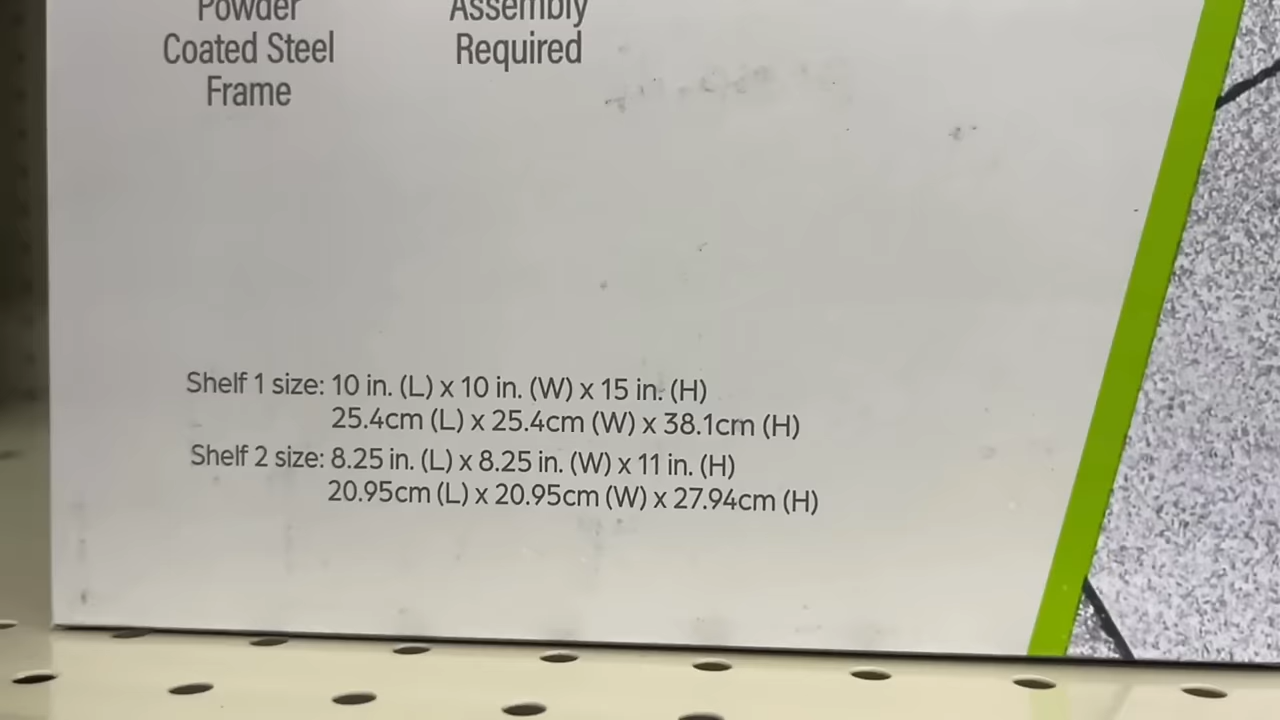 Powder
Coated Steel
Frame
Assembly
Required
Shelf 1 size: 10 in. (L) x 10 in. (W) x 15 in. (H)
25.4cm (L) x 25.4cm (W) x 38.1cm (H)
Shelf 2 size: 8.25 in. (L) x 8.25 in. (W) x 11 in. (H)
20.95cm (L) x 20.95cm (W) x 27.94cm (H)